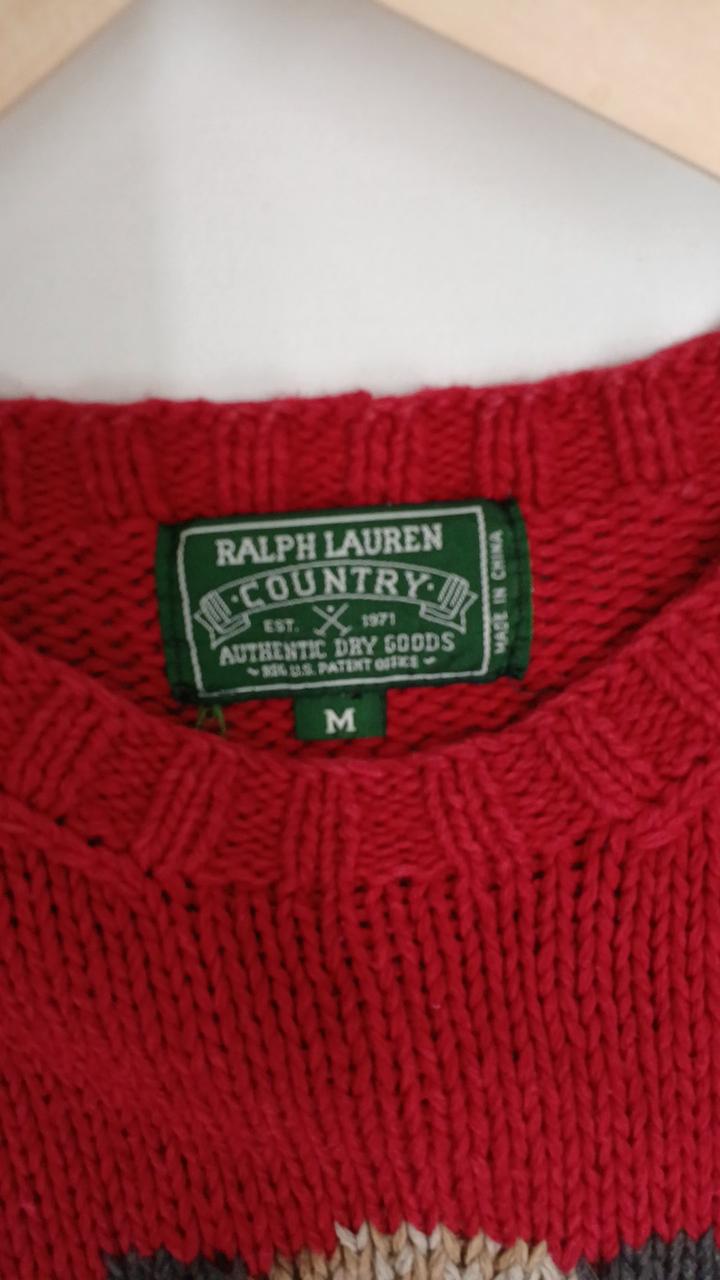 RALPH LAUREN
·COUNTRY·
EST. 1971
AUTHENTIC DRY GOODS
~ REG. U.S. PATENT OFFICE ~
MADE IN CHINA
M